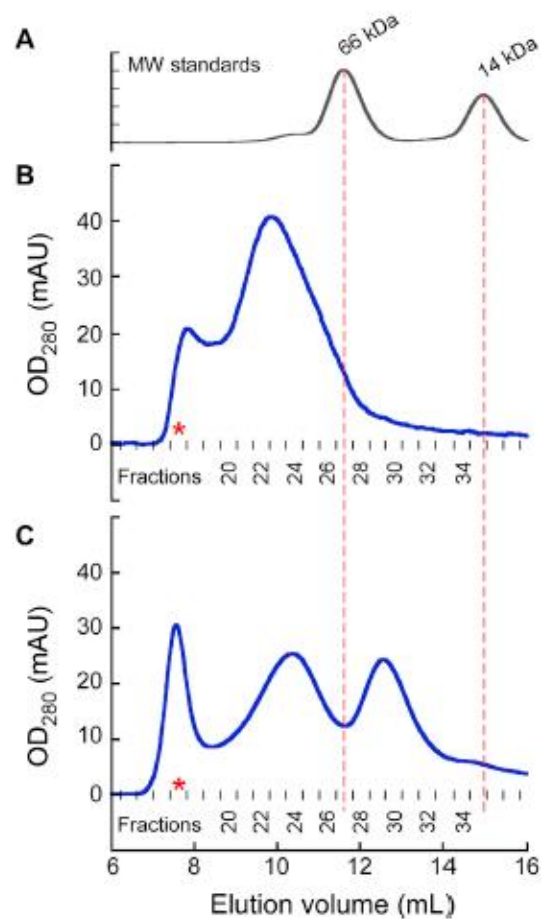 A
MW standards
66 kDa
14 kDa
B
OD280 (mAU)
40
30
20
10
0
*
Fractions 20 22 24 26 28 30 32 34
C
OD280 (mAU)
40
30
20
10
0
*
Fractions 20 22 24 26 28 30 32 34
6 8 10 12 14 16
Elution volume (mL)